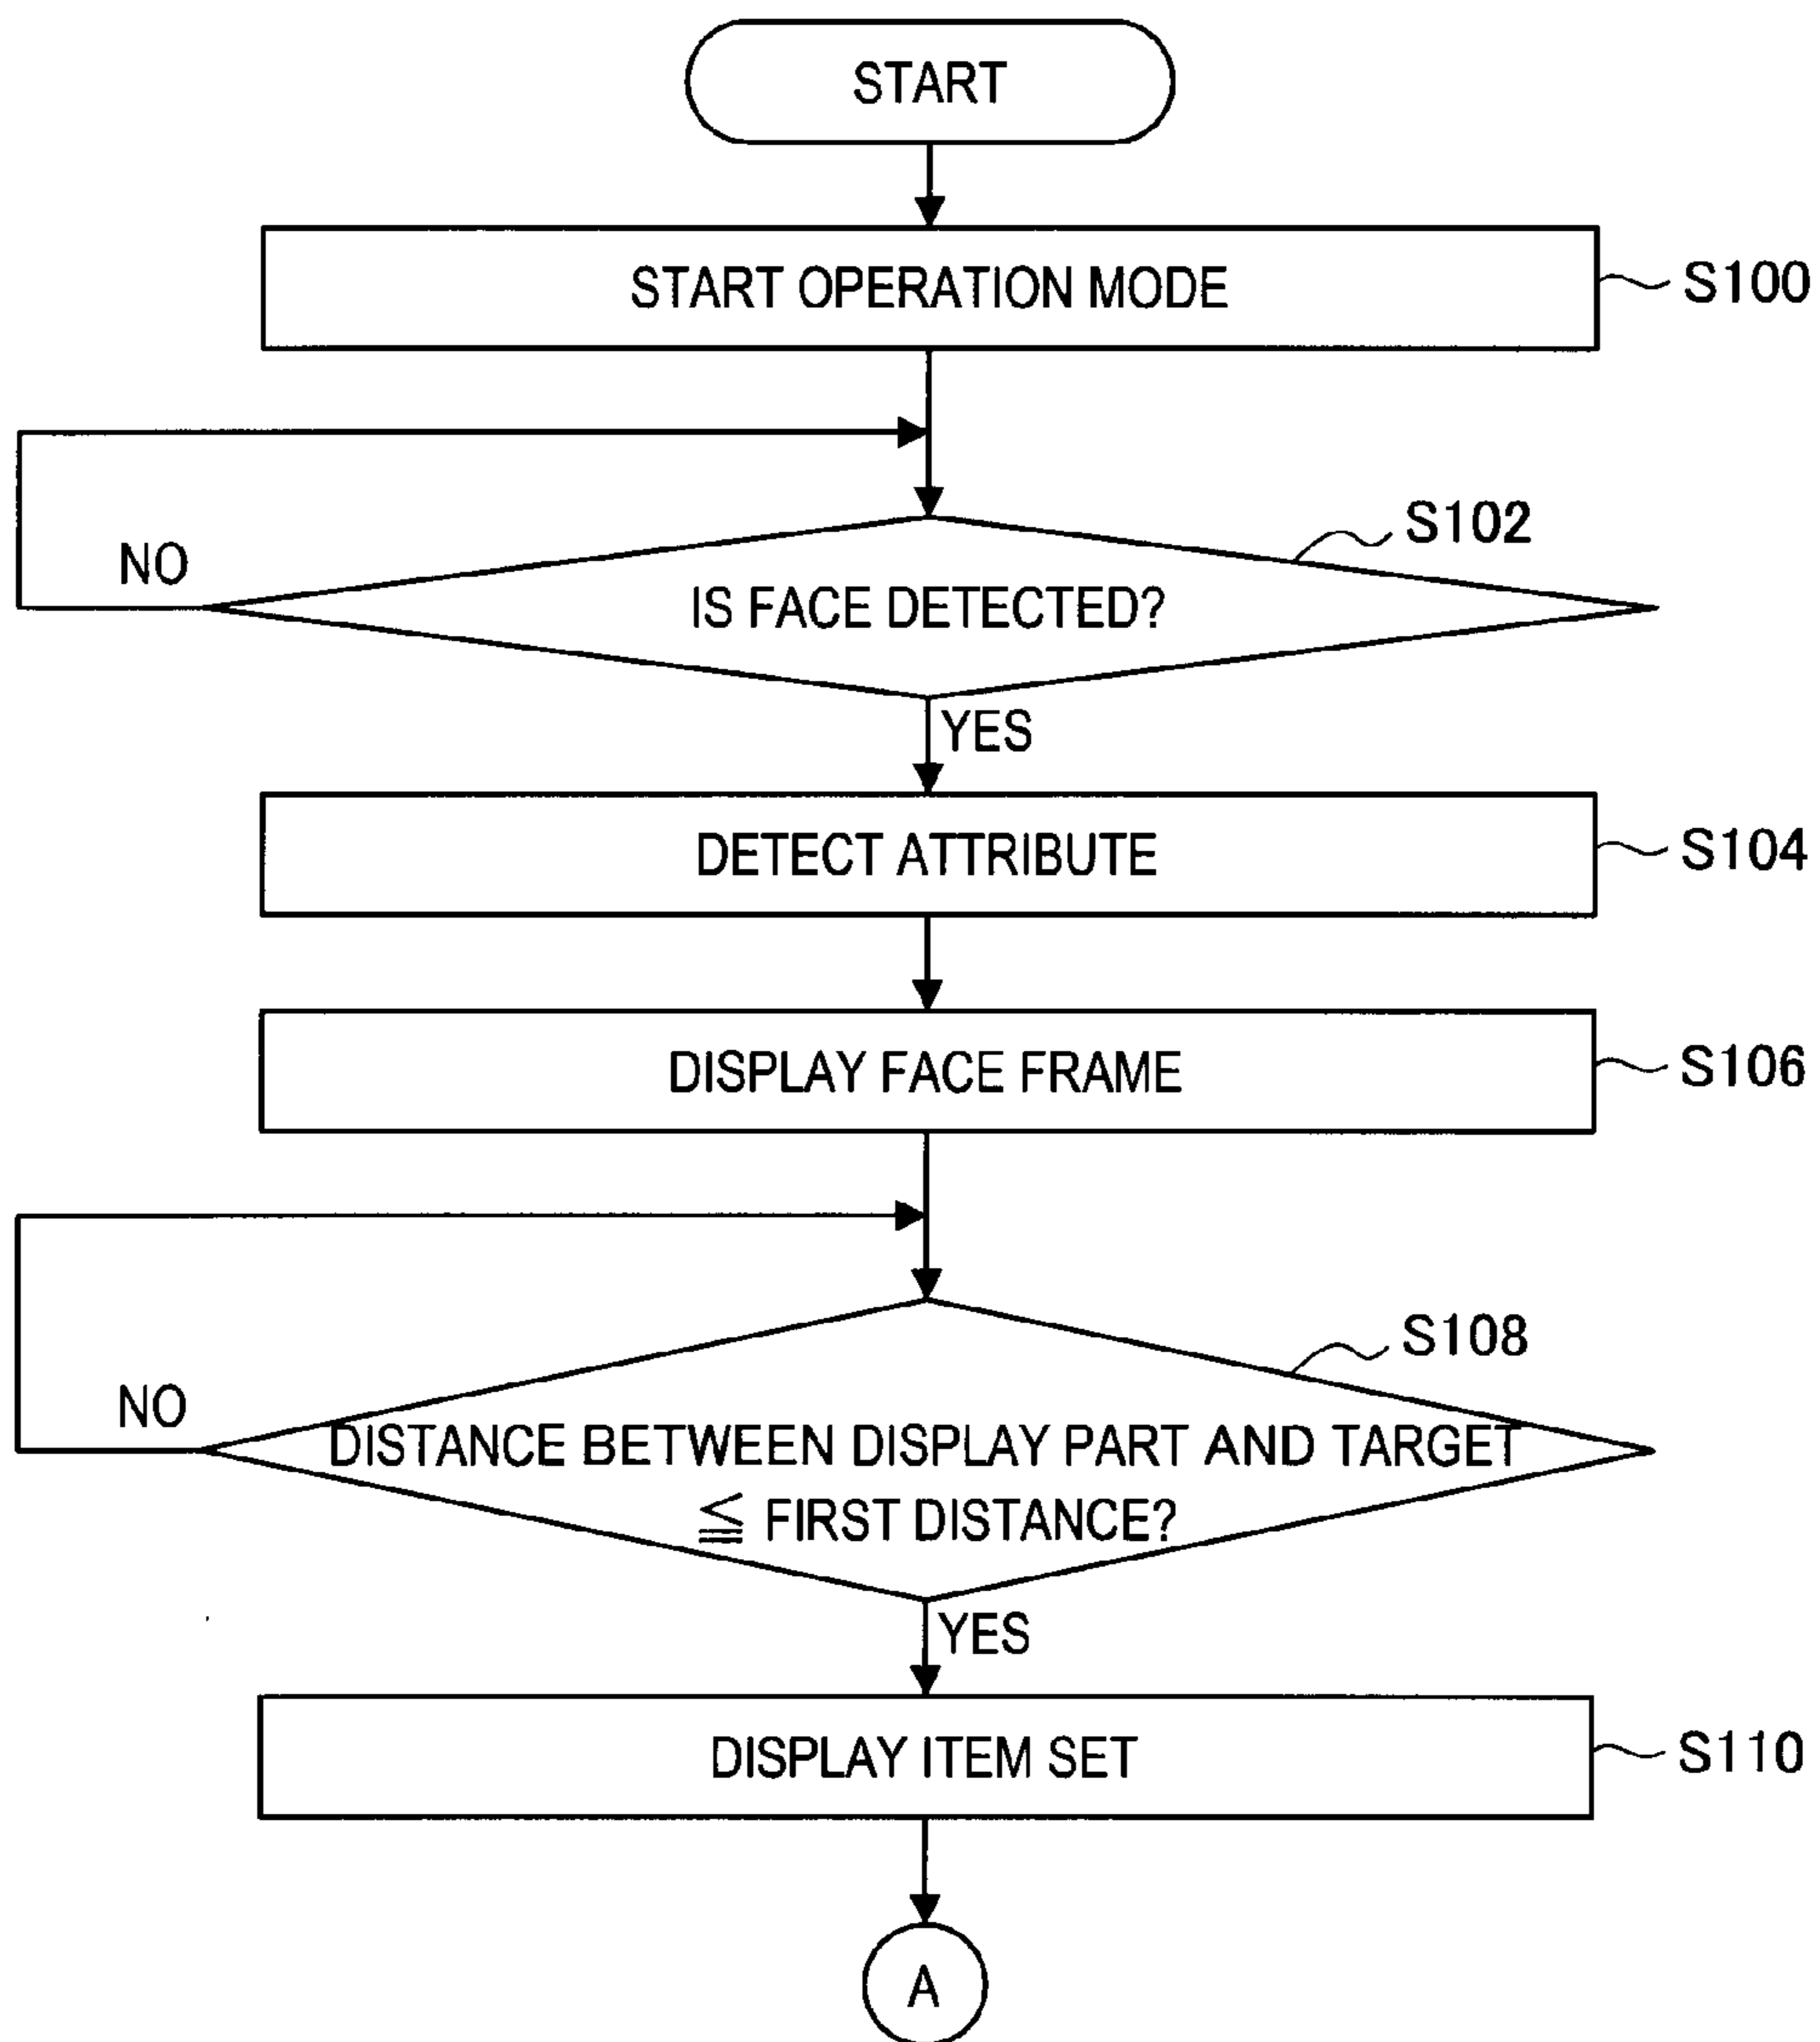 START
START OPERATION MODE
S100
S102
NO
IS FACE DETECTED?
YES
DETECT ATTRIBUTE
S104
DISPLAY FACE FRAME
S106
S108
NO
DISTANCE BETWEEN DISPLAY PART AND TARGET
≦ FIRST DISTANCE?
YES
DISPLAY ITEM SET
S110
A